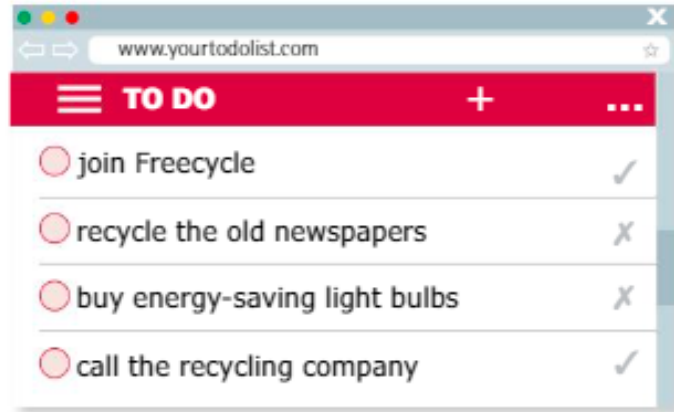 www.yourtodolist.com
TO DO
join Freecycle
recycle the old newspapers
buy energy-saving light bulbs
call the recycling company